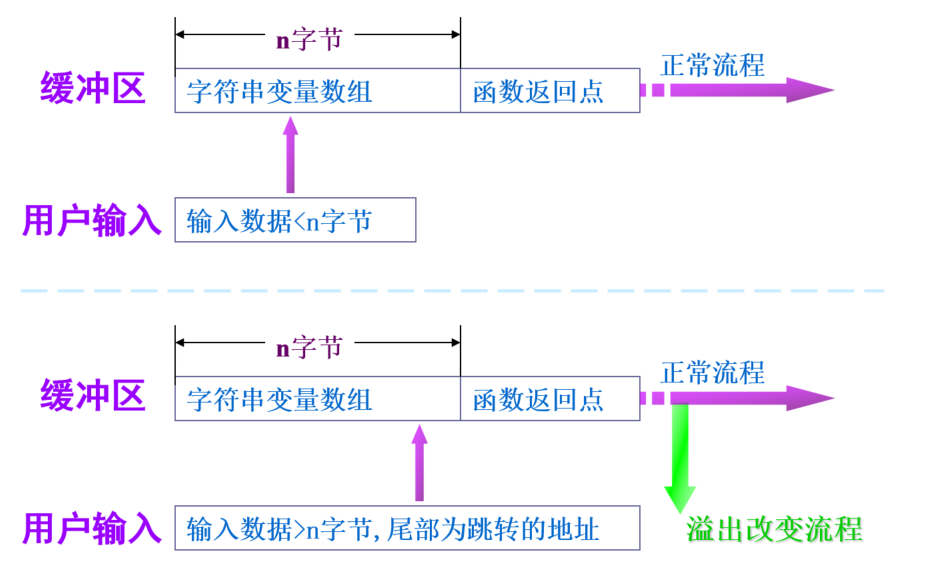 n字节
缓冲区
字符串变量数组
函数返回点
正常流程
用户输入
输入数据<n字节
n字节
缓冲区
字符串变量数组
函数返回点
正常流程
用户输入
输入数据>n字节,尾部为跳转的地址
溢出改变流程